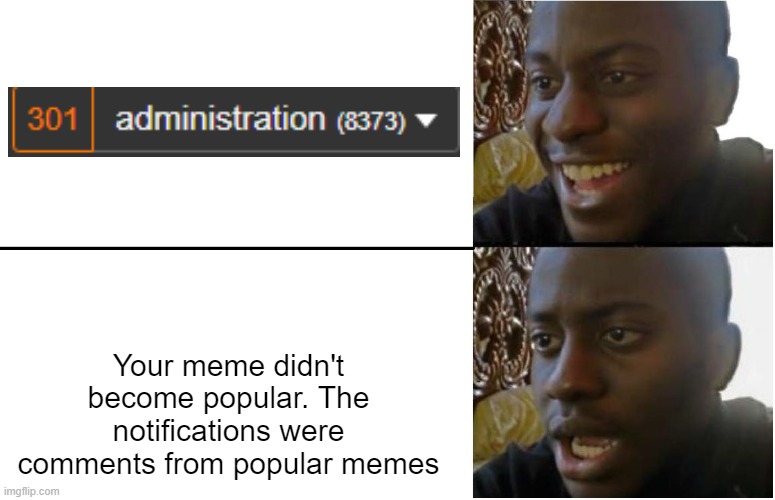 301 administration (8373)
Your meme didn't
become popular. The
notifications were
comments from popular memes
imgflip.com